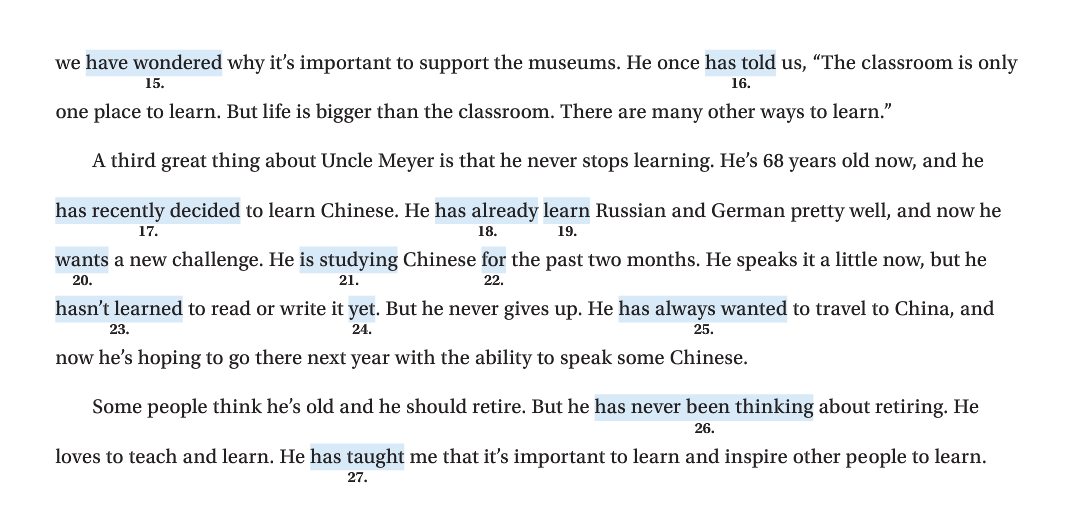 we have wondered why it’s important to support the museums. He once has told us, “The classroom is only
15. 16.
one place to learn. But life is bigger than the classroom. There are many other ways to learn.”
A third great thing about Uncle Meyer is that he never stops learning. He’s 68 years old now, and he
has recently decided to learn Chinese. He has already learn Russian and German pretty well, and now he
17. 18. 19.
wants a new challenge. He is studying Chinese for the past two months. He speaks it a little now, but he
20. 21. 22.
hasn’t learned to read or write it yet. But he never gives up. He has always wanted to travel to China, and
23. 24. 25.
now he’s hoping to go there next year with the ability to speak some Chinese.
Some people think he’s old and he should retire. But he has never been thinking about retiring. He
26.
loves to teach and learn. He has taught me that it’s important to learn and inspire other people to learn.
27.